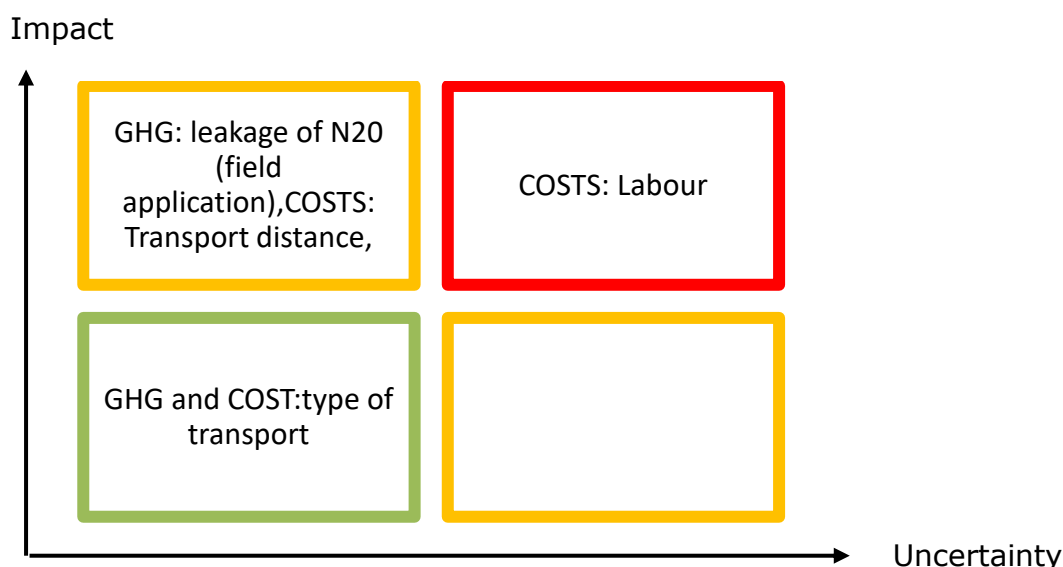 Impact
GHG: leakage of N20
(field
application),COSTS:
Transport distance,
COSTS: Labour
GHG and COST:type of
transport
Uncertainty